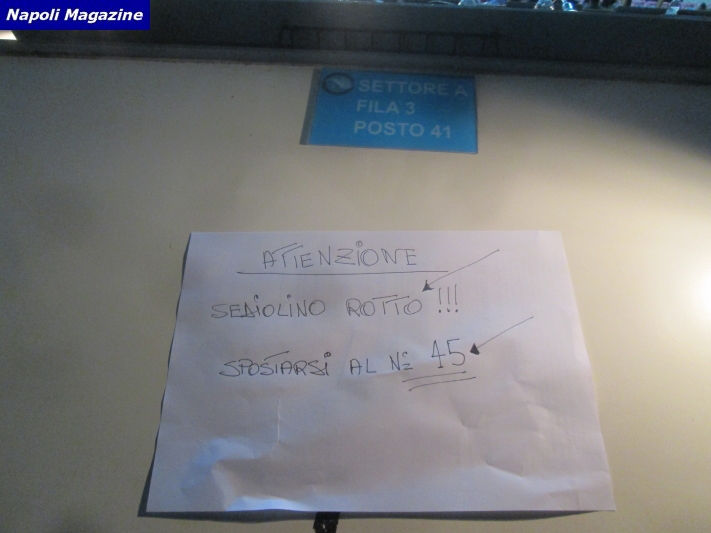 Napoli Magazine
SETTORE A
FILA 3
POSTO 41
ATTENZIONE
SEDIOLINO ROTTO !!!
SPOSTARSI AL N= 45